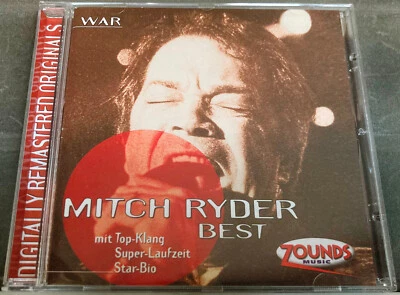 DIGITALLY REMASTERED ORIGINALS
WAR
MITCH RYDER
BEST
mit Top-Klang
Super-Laufzeit
Star-Bio
ZOUNDS
MUSIC